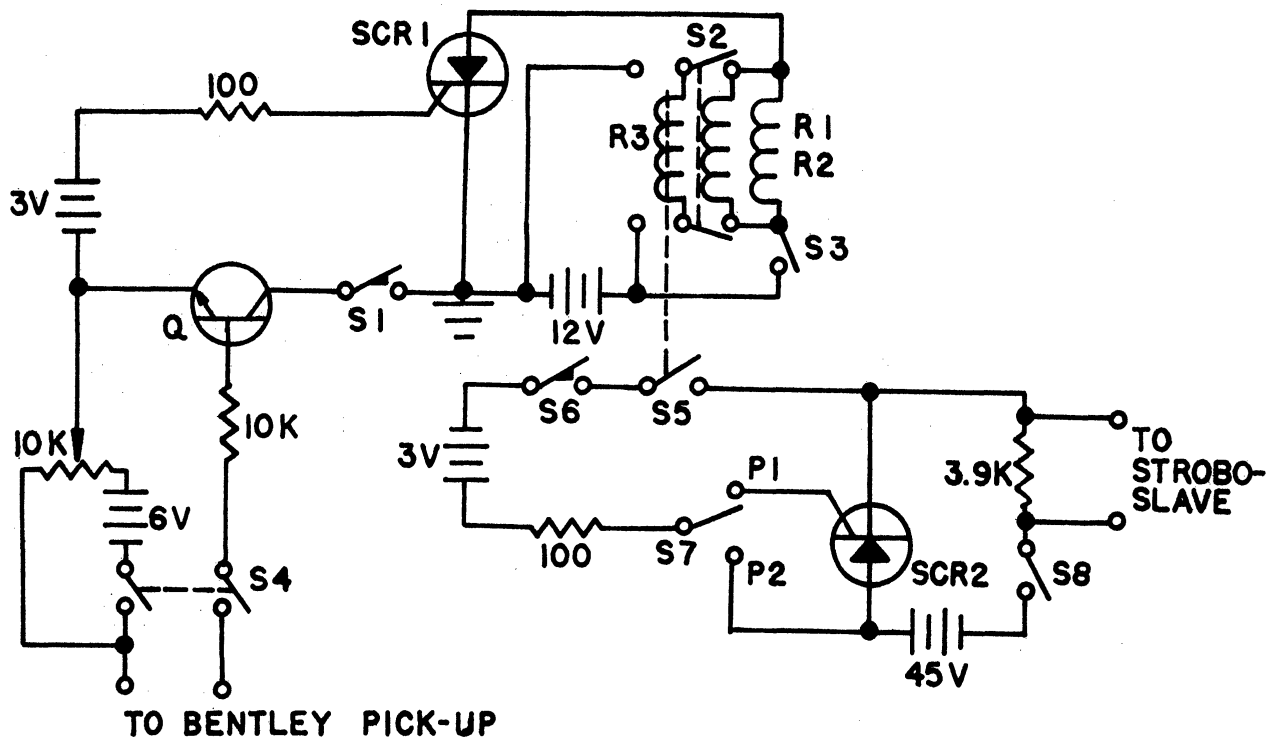 SCR1
S2
100
R3
R1
R2
3V
S3
Q
S1
12V
10K
10K
S6
S5
3V
P1
3.9K
TO
STROBO-
SLAVE
6V
100
S7
S4
P2
SCR2
S8
45V
TO BENTLEY PICK-UP